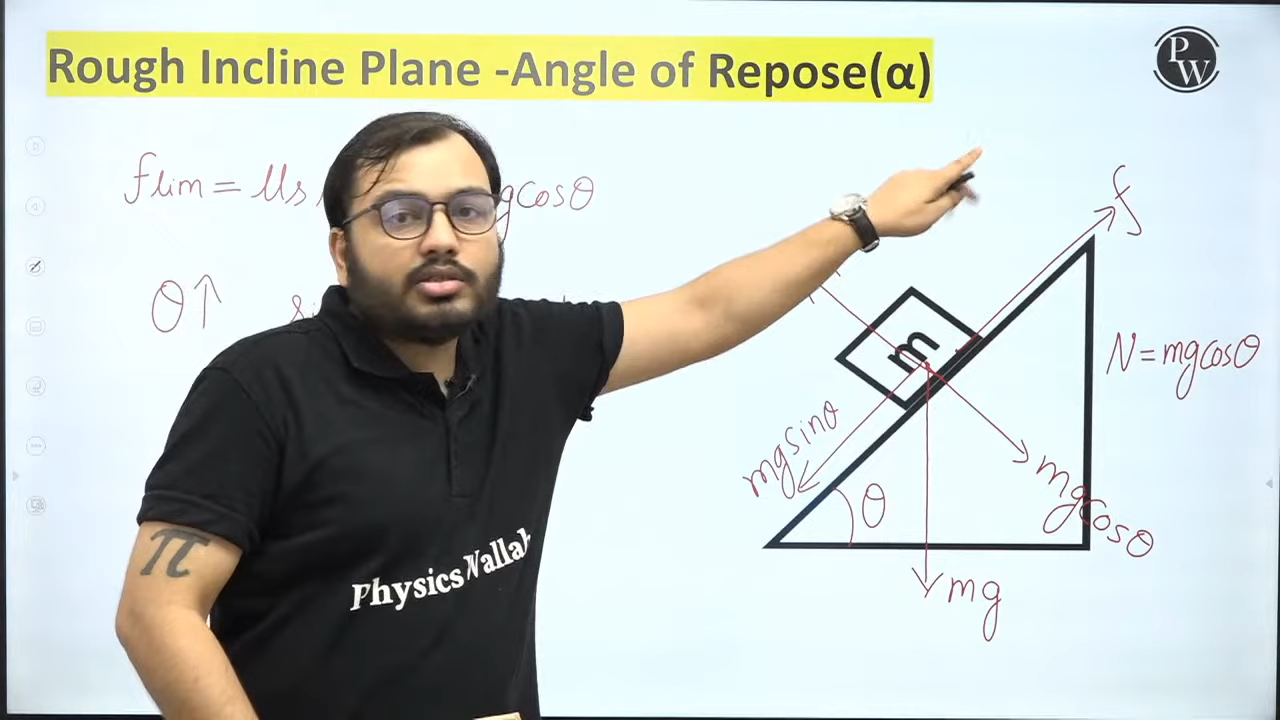 Rough Incline Plane -Angle of Repose(α)
PW
flim = μs
gcosθ
θ↑
f
m
N=mgcosθ
mgsinθ
θ
mgcosθ
mg
π
Physics Wallah